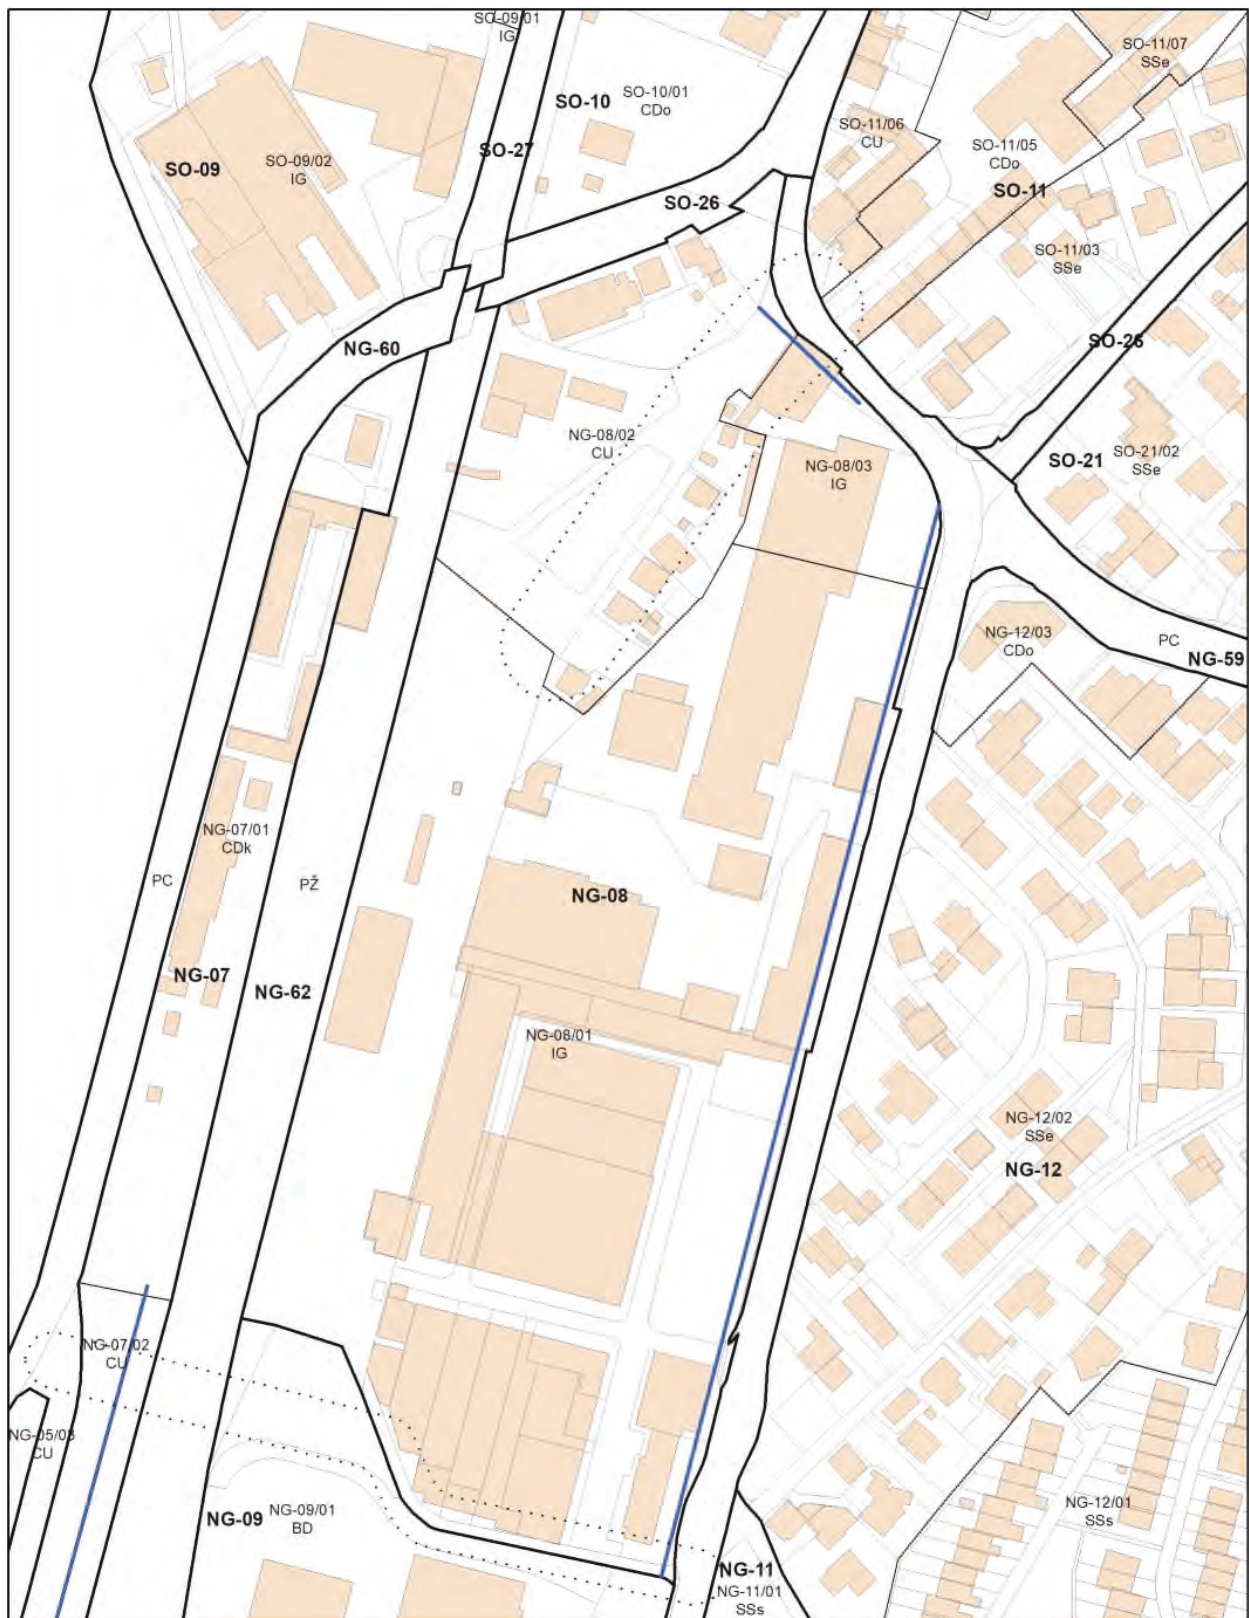 SO-09/01
IG
SO-11/07
SSe
SO-10
SO-10/01
CDo
SO-11/06
CU
SO-27
SO-09
SO-09/02
IG
SO-11/05
CDo
SO-11
SO-26
SO-11/03
SSe
NG-60
SO-26
NG-08/02
CU
NG-08/03
IG
SO-21
SO-21/02
SSe
NG-12/03
CDo
PC
NG-59
NG-07/01
CDk
PC
PŽ
NG-08
NG-07
NG-62
NG-08/01
IG
NG-12/02
SSe
NG-12
NG-07/02
CU
NG-05/03
CU
NG-09
NG-09/01
BD
NG-12/01
SSs
NG-11
NG-11/01
SSs